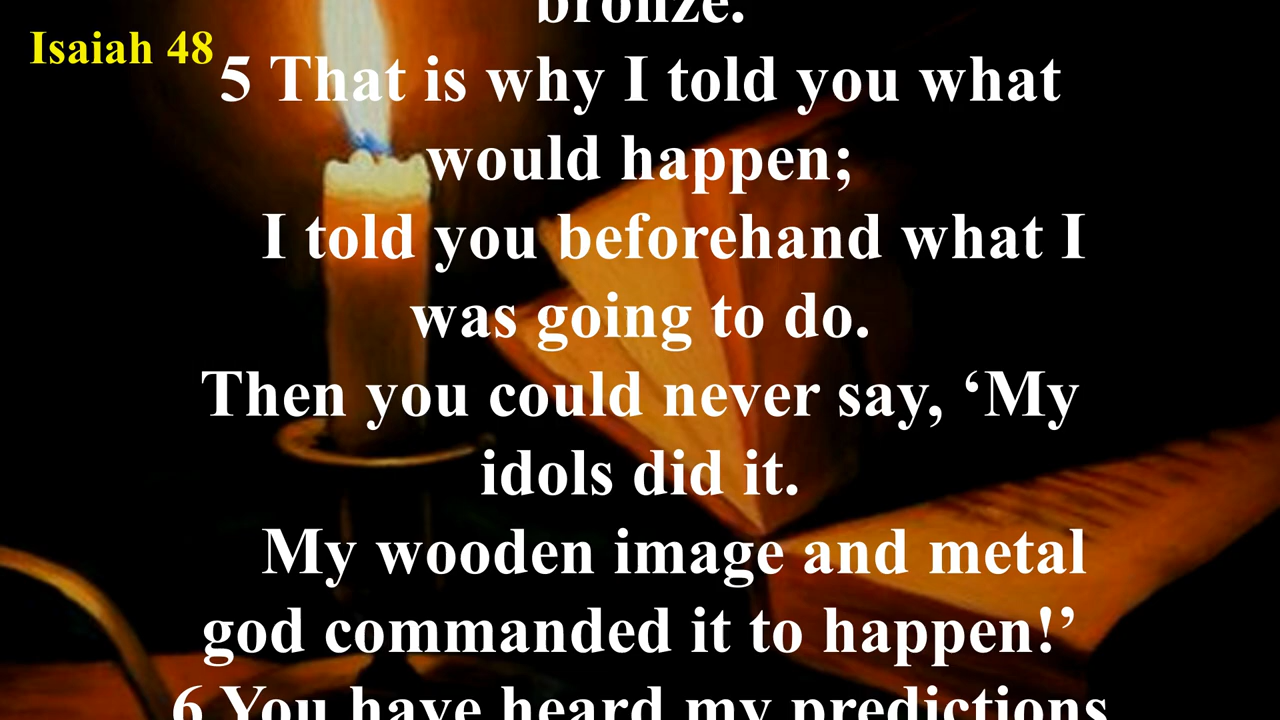 bronze.
Isaiah 48
5 That is why I told you what
would happen;
I told you beforehand what I
was going to do.
Then you could never say, ‘My
idols did it.
My wooden image and metal
god commanded it to happen!’
6 You have heard my predictions